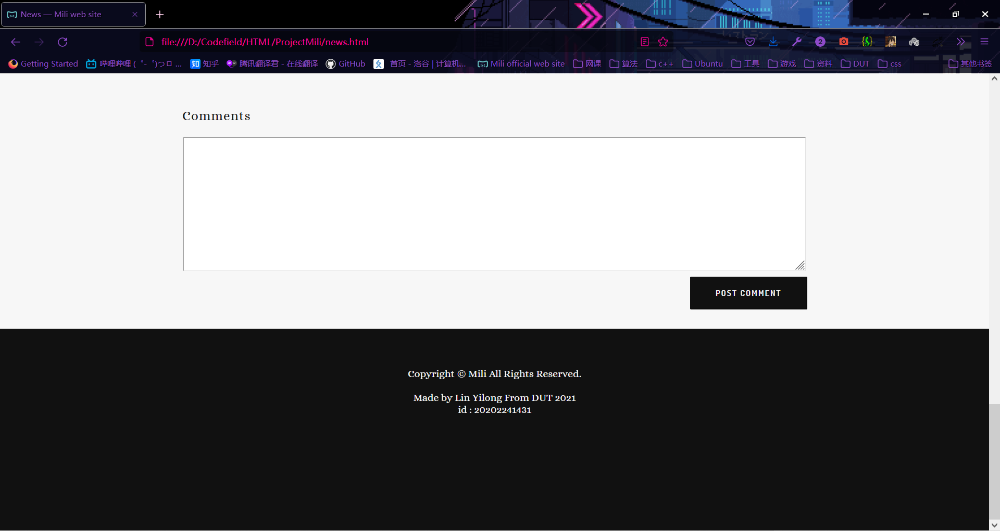 News — Mili web site
file:///D:/Codefield/HTML/ProjectMili/news.html
2
Getting Started 哔哩哔哩 ( ゜- ゜)つロ ... 知 知乎 腾讯翻译君 - 在线翻译 GitHub 首页 - 洛谷 | 计算机... Mili official web site 网课 算法 c++ Ubuntu 工具 游戏 资料 DUT css 其他书签
Comments
POST COMMENT
Copyright © Mili All Rights Reserved.
Made by Lin Yilong From DUT 2021
id : 20202241431